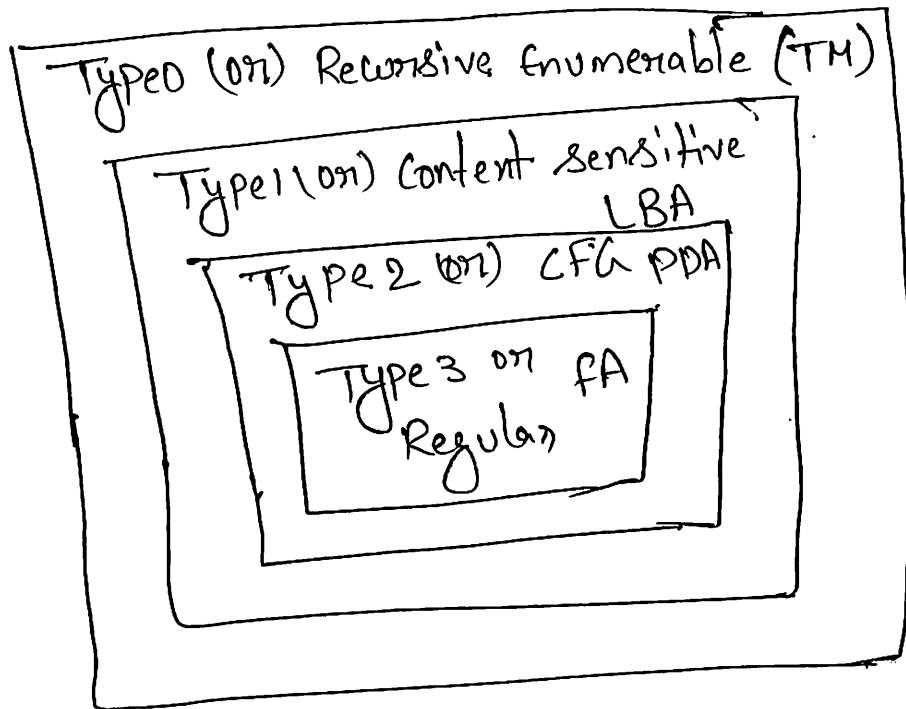 Type0 (or) Recursive Enumerable (TM)
Type1 (or) Content sensitive
LBA
Type 2 (or) CFG PDA
Type 3 or FA
Regular